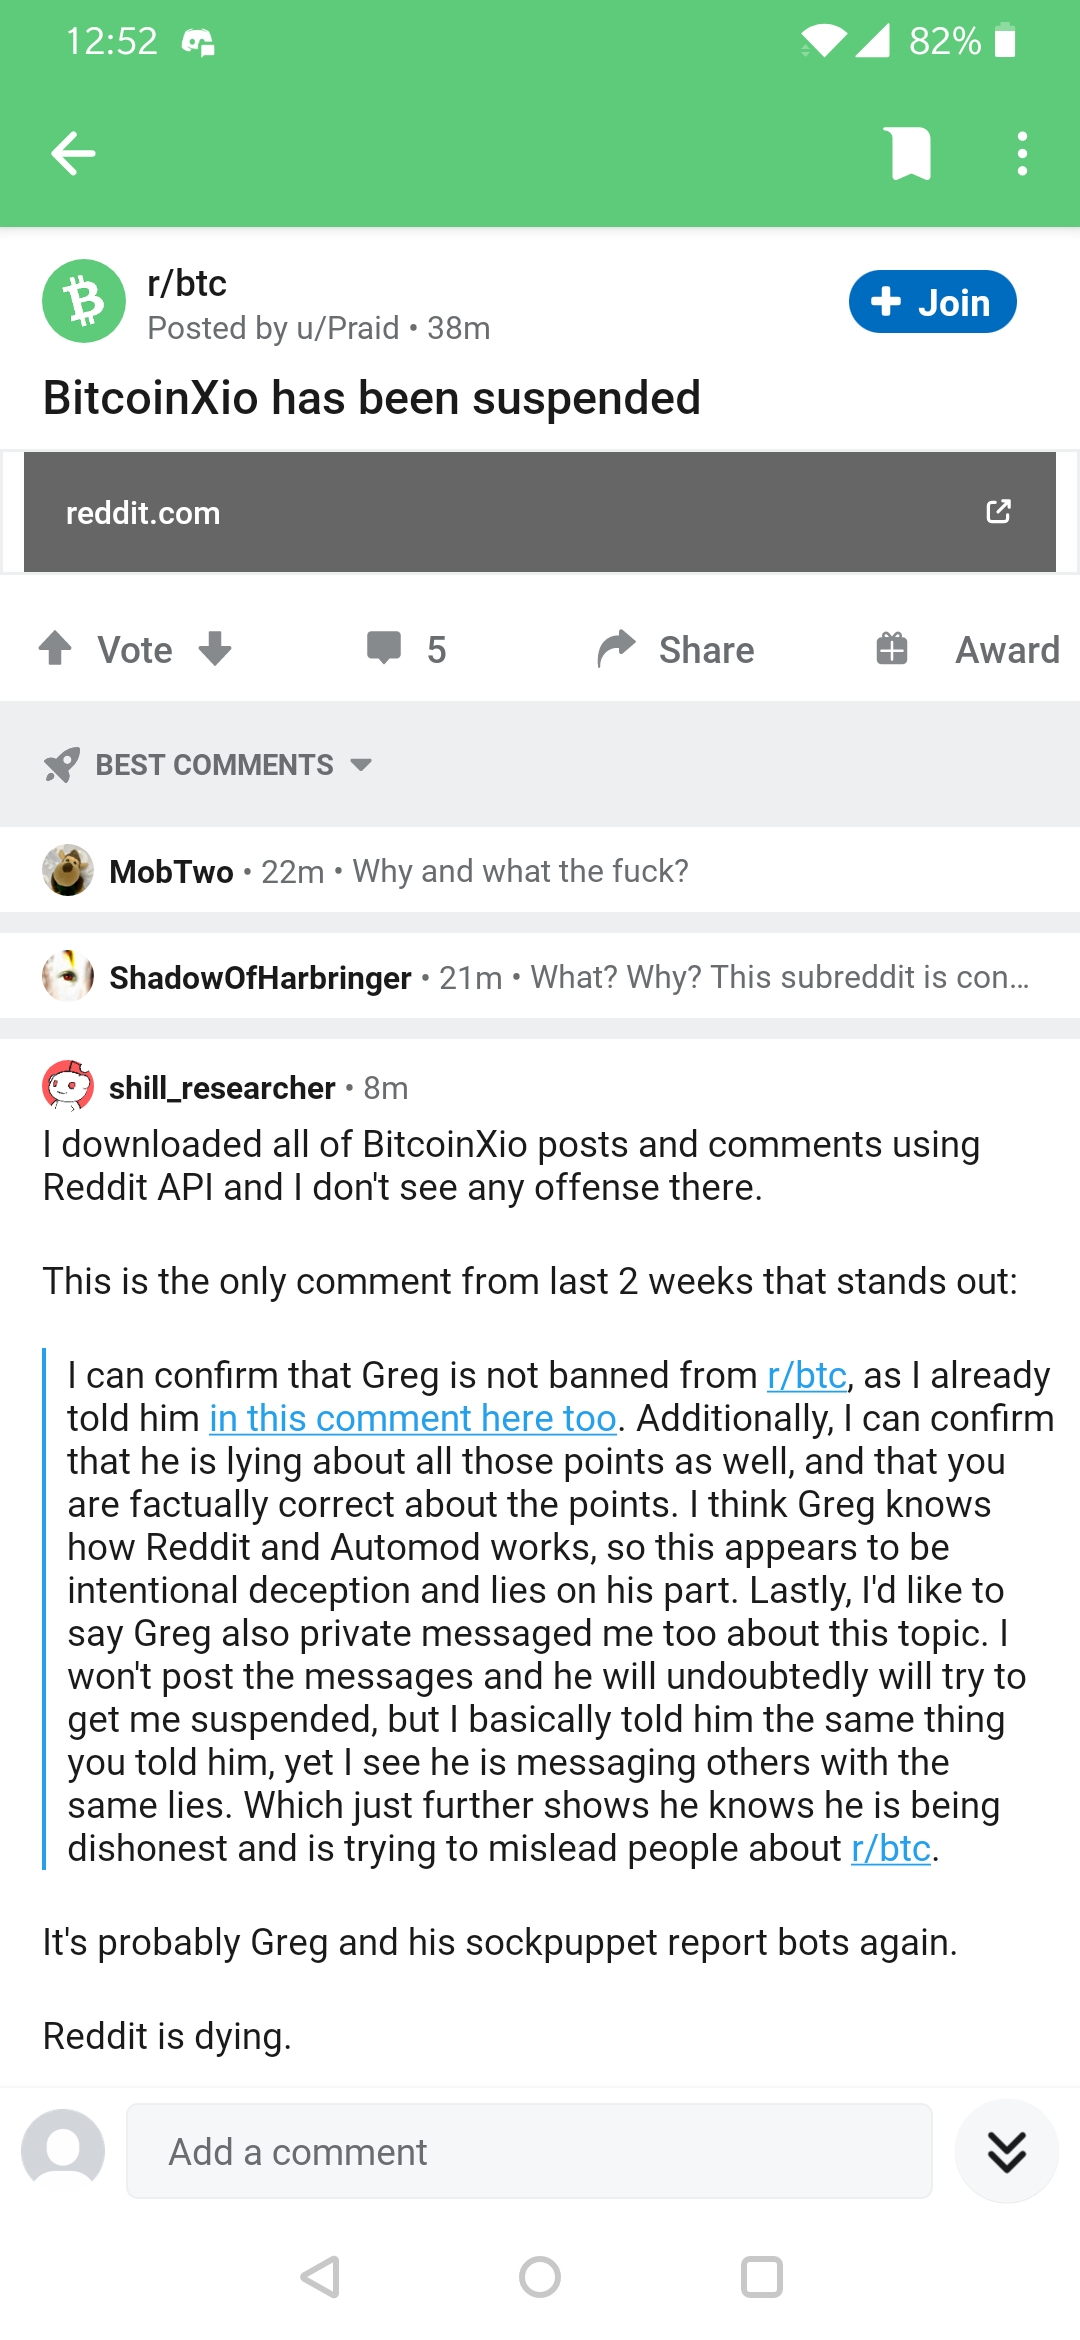 12:52
82%
r/btc
Posted by u/Praid • 38m
Join
BitcoinXio has been suspended
reddit.com
Vote
5
Share
Award
BEST COMMENTS
MobTwo • 22m • Why and what the fuck?
ShadowOfHarbringer • 21m • What? Why? This subreddit is con...
shill_researcher • 8m
I downloaded all of BitcoinXio posts and comments using
Reddit API and I don't see any offense there.
This is the only comment from last 2 weeks that stands out:
I can confirm that Greg is not banned from r/btc, as I already
told him in this comment here too. Additionally, I can confirm
that he is lying about all those points as well, and that you
are factually correct about the points. I think Greg knows
how Reddit and Automod works, so this appears to be
intentional deception and lies on his part. Lastly, I'd like to
say Greg also private messaged me too about this topic. I
won't post the messages and he will undoubtedly will try to
get me suspended, but I basically told him the same thing
you told him, yet I see he is messaging others with the
same lies. Which just further shows he knows he is being
dishonest and is trying to mislead people about r/btc.
It's probably Greg and his sockpuppet report bots again.
Reddit is dying.
Add a comment